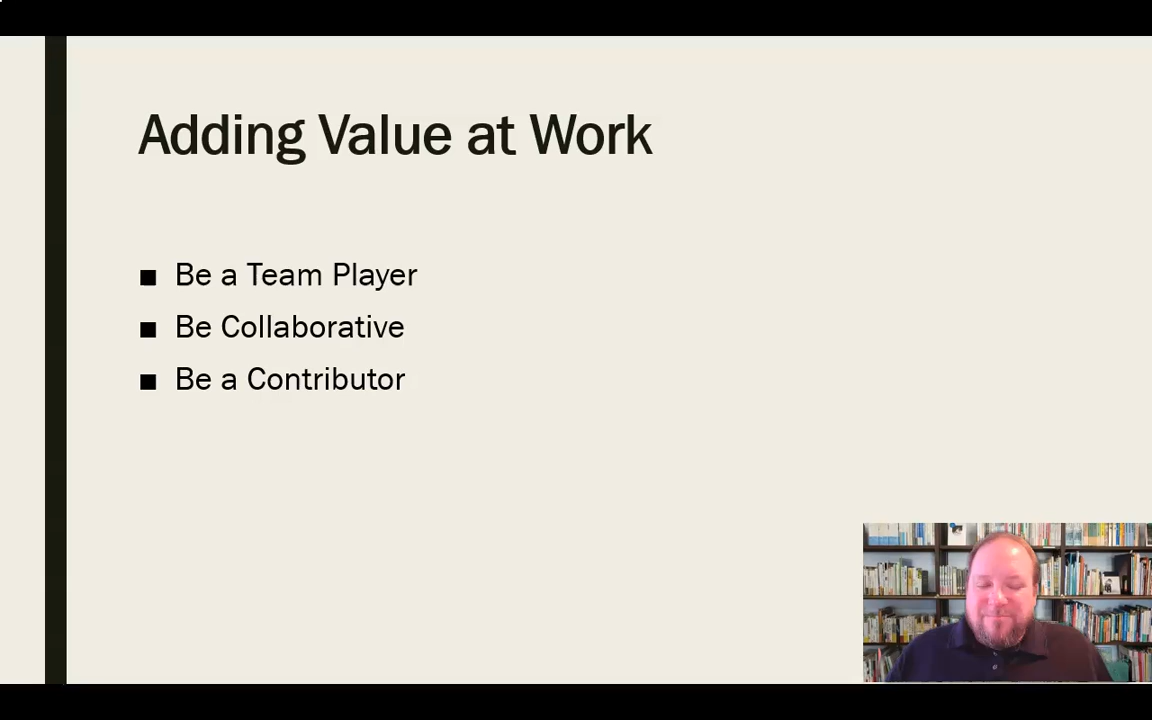 Adding Value at Work
■ Be a Team Player
■ Be Collaborative
■ Be a Contributor